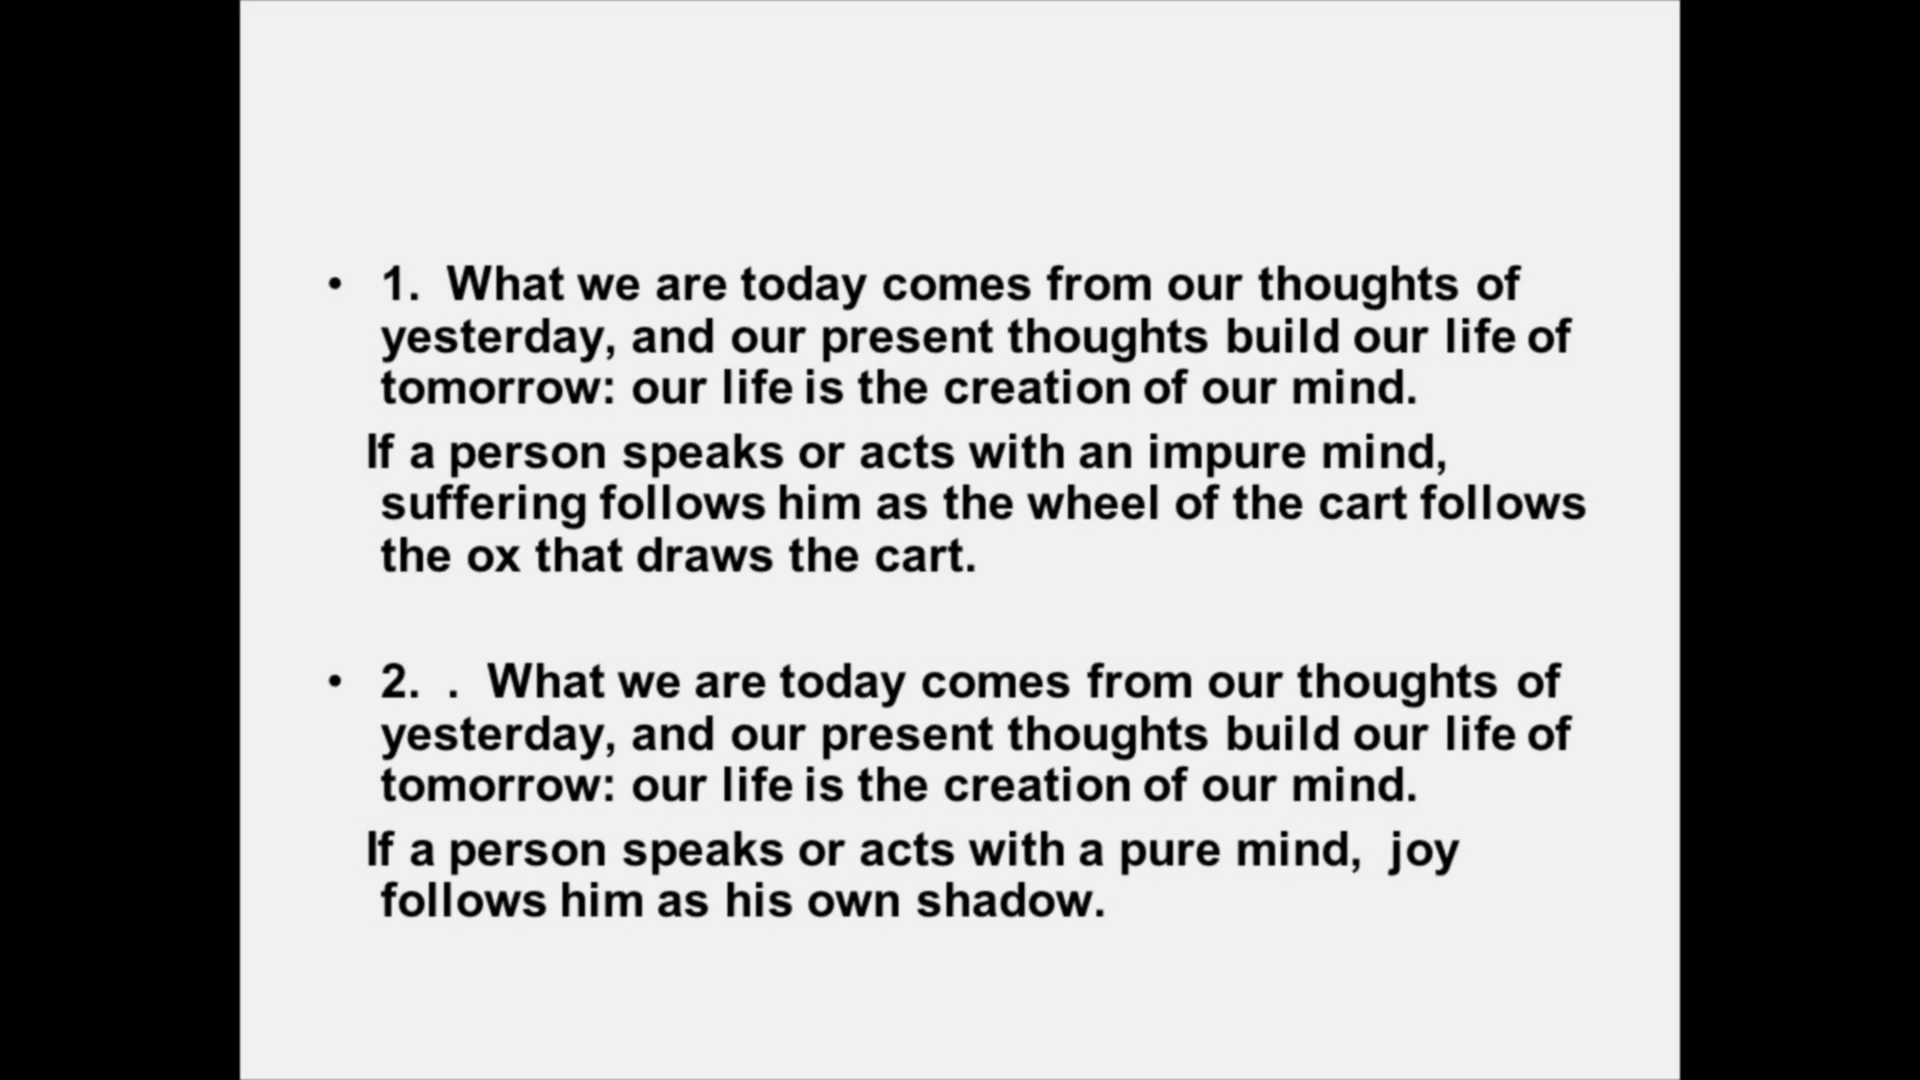 • 1. What we are today comes from our thoughts of
yesterday, and our present thoughts build our life of
tomorrow: our life is the creation of our mind.
If a person speaks or acts with an impure mind,
suffering follows him as the wheel of the cart follows
the ox that draws the cart.
• 2. . What we are today comes from our thoughts of
yesterday, and our present thoughts build our life of
tomorrow: our life is the creation of our mind.
If a person speaks or acts with a pure mind, joy
follows him as his own shadow.